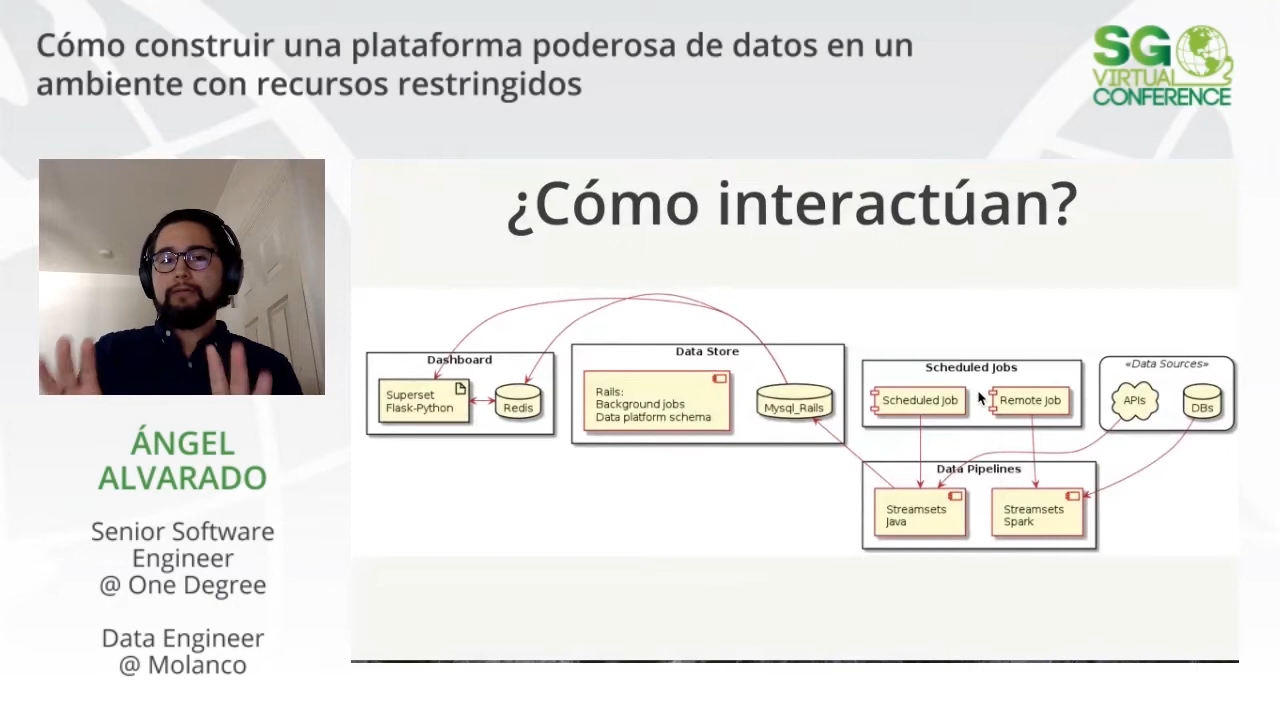 Cómo construir una plataforma poderosa de datos en un
ambiente con recursos restringidos
SG
VIRTUAL
CONFERENCE
ÁNGEL
ALVARADO
Senior Software
Engineer
@ One Degree
Data Engineer
@ Molanco
¿Cómo interactúan?
Dashboard
Superset
Flask-Python
Redis
Data Store
Rails:
Background jobs
Data platform schema
Mysql_Rails
Scheduled Jobs
Scheduled Job
Remote Job
«Data Sources»
APIs
DBs
Data Pipelines
Streamsets
Java
Streamsets
Spark